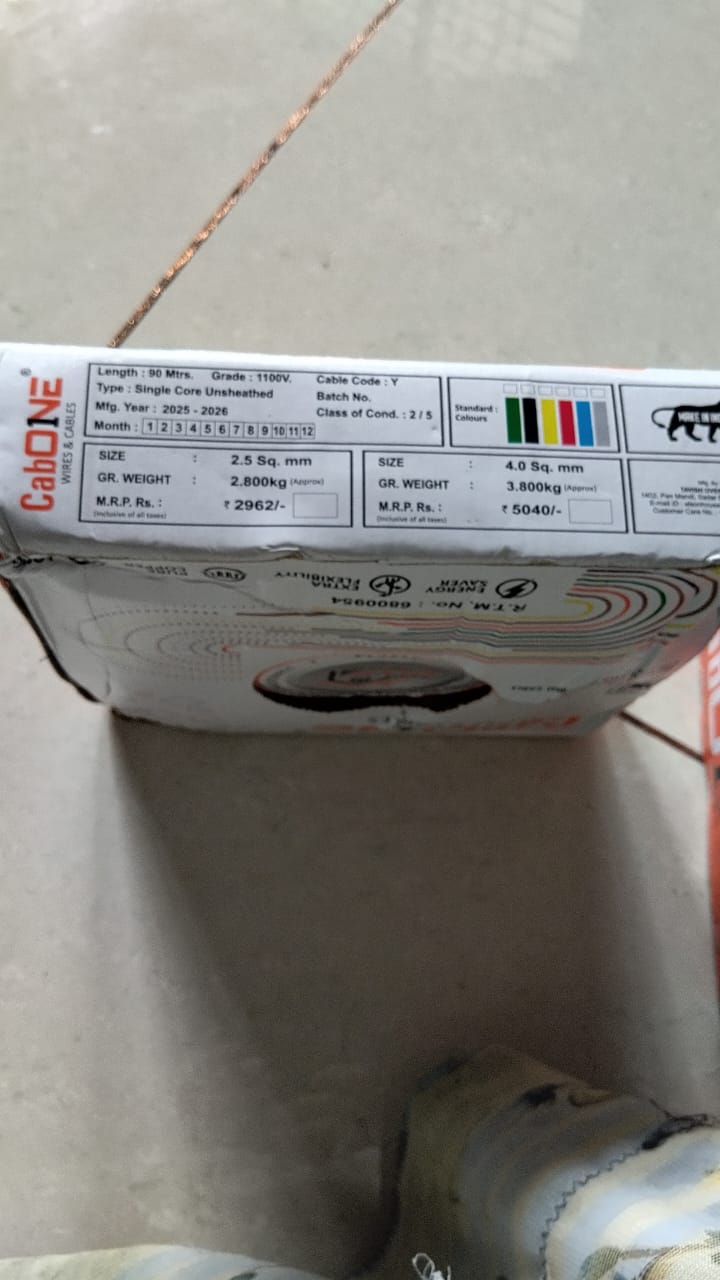 CabONE®
WIRES & CABLES
Length : 90 Mtrs. Grade : 1100V. Cable Code : Y
Type : Single Core Unsheathed Batch No.
Mfg. Year : 2025 - 2026 Class of Cond. : 2 / 5
Month : 1 2 3 4 5 6 7 8 9 10 11 12
Standard :
Colours
SIZE : 2.5 Sq. mm
GR. WEIGHT : 2.800kg (Approx)
M.R.P. Rs. : ₹ 2962/-
(Inclusive of all taxes)
SIZE : 4.0 Sq. mm
GR. WEIGHT : 3.800kg (Approx)
M.R.P. Rs. : ₹ 5040/-
(Inclusive of all taxes)
Customer Care No.
R.T.M. No. : 6800954
ENERGY
SAVER
EXTRA
FLEXIBILITY